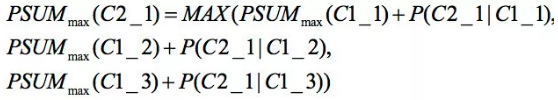 PSUM_max(C2_1) = MAX(PSUM_max(C1_1) + P(C2_1 | C1_1),
PSUM_max(C1_2) + P(C2_1 | C1_2),
PSUM_max(C1_3) + P(C2_1 | C1_3))